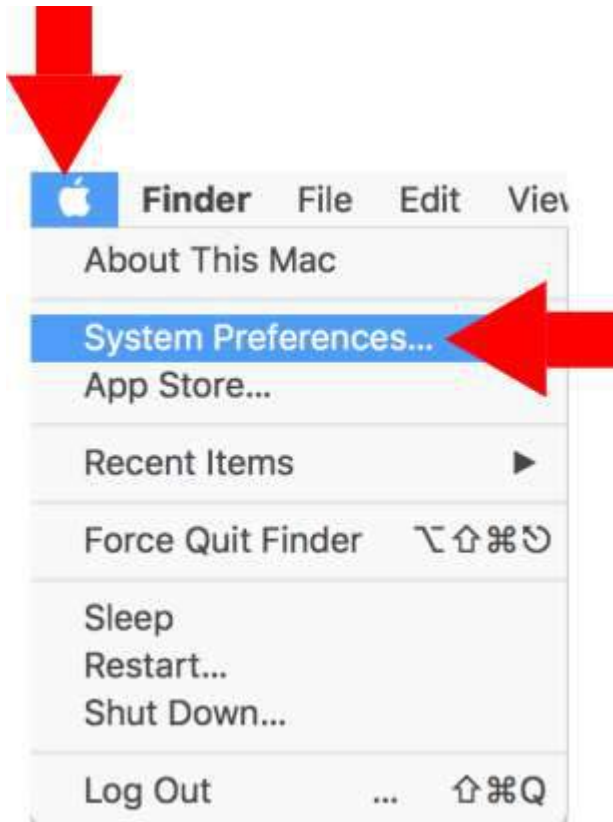 Finder File Edit
About This Mac
System Preferences...
App Store...
Recent Items ▶
Force Quit Finder ⌥⇧⌘⎋
Sleep
Restart...
Shut Down...
Log Out ... ⇧⌘Q